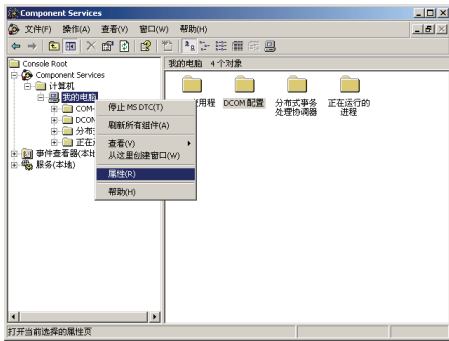 Component Services
文件(F) 操作(A) 查看(V) 窗口(W) 帮助(H)
Console Root
Component Services
计算机
我的电脑
COM-
DCOM
分布
正在
事件查看器(本地
服务(本地)
我的电脑 4 个对象
用程 DCOM 配置 分布式事务 正在运行的
处理协调器 进程
停止 MS DTC(T)
刷新所有组件(A)
查看(V)
从这里创建窗口(W)
属性(R)
帮助(H)
打开当前选择的属性页